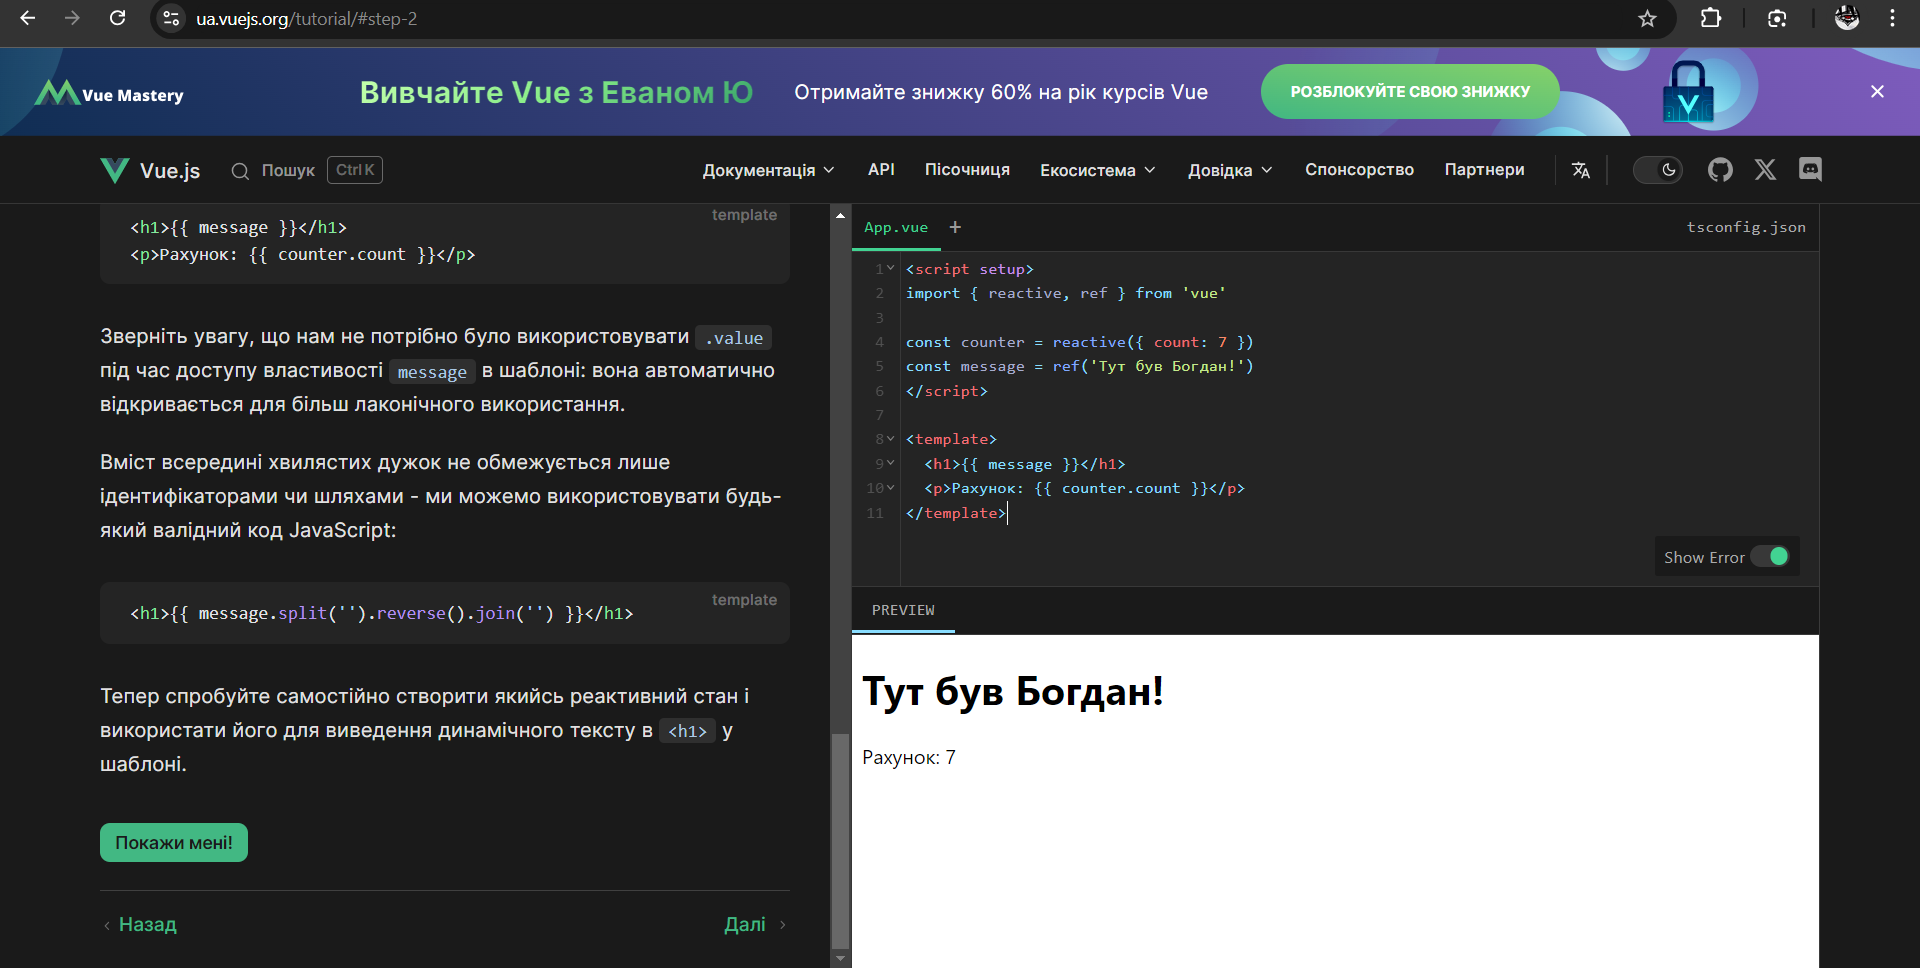 ua.vuejs.org/tutorial/#step-2
Vue Mastery
Вивчайте Vue з Еваном Ю
Отримайте знижку 60% на рік курсів Vue
РОЗБЛОКУЙТЕ СВОЮ ЗНИЖКУ
Vue.js
Пошук
Ctrl K
Документація
API
Пісочниця
Екосистема
Довідка
Спонсорство
Партнери
template
<h1>{{ message }}</h1>
<p>Рахунок: {{ counter.count }}</p>
Зверніть увагу, що нам не потрібно було використовувати .value
під час доступу властивості message в шаблоні: вона автоматично
відкривається для більш лаконічного використання.
Вміст всередині хвилястих дужок не обмежується лише
ідентифікаторами чи шляхами - ми можемо використовувати будь-
який валідний код JavaScript:
template
<h1>{{ message.split('').reverse().join('') }}</h1>
Тепер спробуйте самостійно створити якийсь реактивний стан і
використати його для виведення динамічного тексту в <h1> у
шаблоні.
Покажи мені!
Назад
Далі
App.vue
+
tsconfig.json
1 <script setup>
2 import { reactive, ref } from 'vue'
3
4 const counter = reactive({ count: 7 })
5 const message = ref('Тут був Богдан!')
6 </script>
7
8 <template>
9 <h1>{{ message }}</h1>
10 <p>Рахунок: {{ counter.count }}</p>
11 </template>
Show Error
PREVIEW
Тут був Богдан!
Рахунок: 7